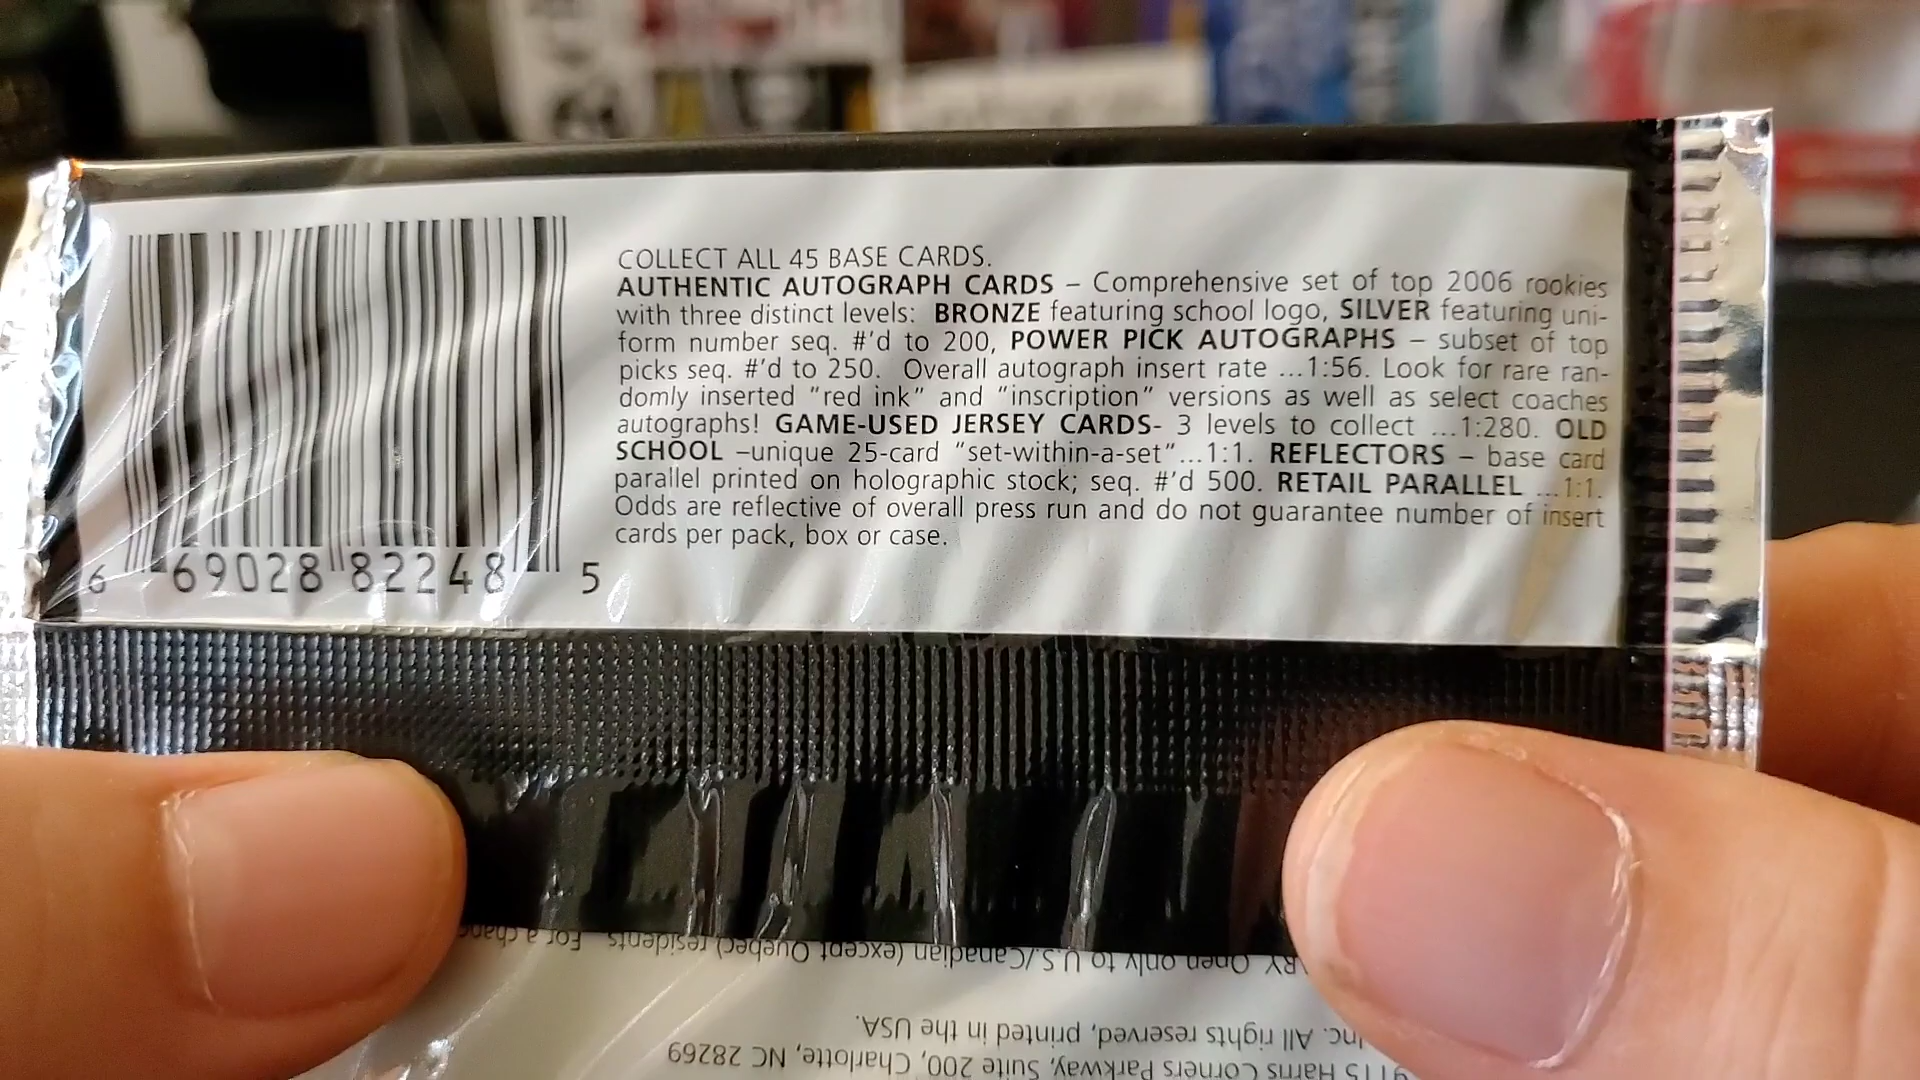 COLLECT ALL 45 BASE CARDS.
AUTHENTIC AUTOGRAPH CARDS – Comprehensive set of top 2006 rookies
with three distinct levels: BRONZE featuring school logo, SILVER featuring uni-
form number seq. #'d to 200, POWER PICK AUTOGRAPHS – subset of top
picks seq. #'d to 250. Overall autograph insert rate ...1:56. Look for rare ran-
domly inserted "red ink" and "inscription" versions as well as select coaches
autographs! GAME-USED JERSEY CARDS- 3 levels to collect ...1:280. OLD
SCHOOL –unique 25-card "set-within-a-set"...1:1. REFLECTORS – base card
parallel printed on holographic stock; seq. #'d 500. RETAIL PARALLEL ...1:1.
Odds are reflective of overall press run and do not guarantee number of insert
cards per pack, box or case.
6 69028 82248 5
Harris Corners Parkway, Suite 200, Charlotte, NC 28269
Inc. All rights reserved, printed in the USA.
Open only to U.S./Canadian (except Quebec) residents For a